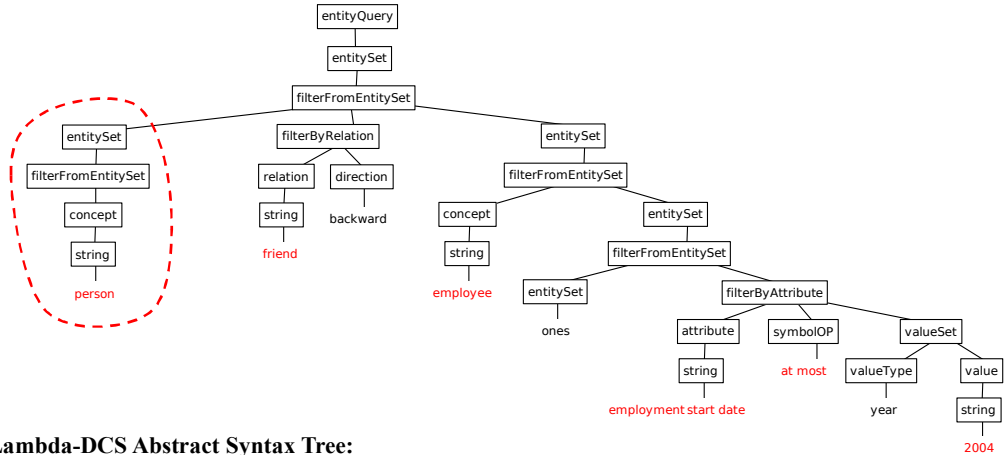 entityQuery
entitySet
filterFromEntitySet
entitySet filterByRelation entitySet
filterFromEntitySet relation direction filterFromEntitySet
concept string backward concept entitySet
string friend string filterFromEntitySet
person employee entitySet filterByAttribute
ones attribute symbolOP valueSet
string at most valueType value
employment start date year string
Lambda-DCS Abstract Syntax Tree: 2004